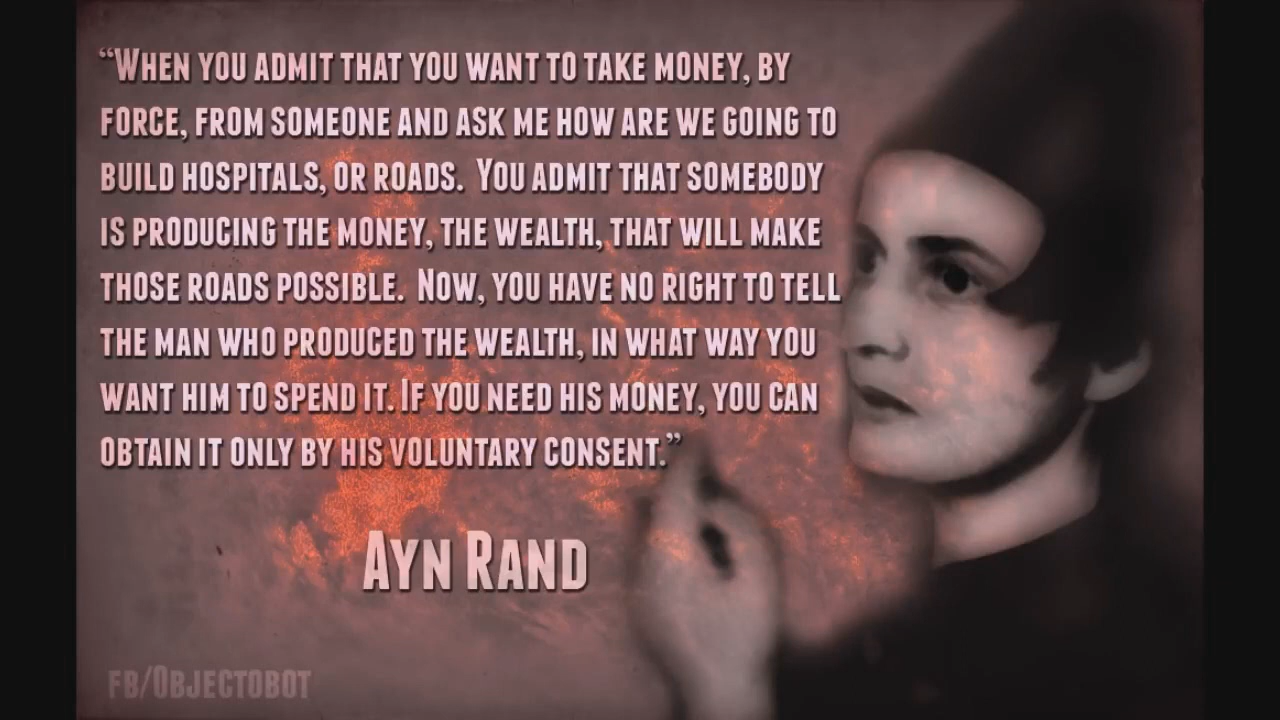 “When you admit that you want to take money, by
force, from someone and ask me how are we going to
build hospitals, or roads. You admit that somebody
is producing the money, the wealth, that will make
those roads possible. Now, you have no right to tell
the man who produced the wealth, in what way you
want him to spend it. If you need his money, you can
obtain it only by his voluntary consent.”
Ayn Rand
fb/Objectobot